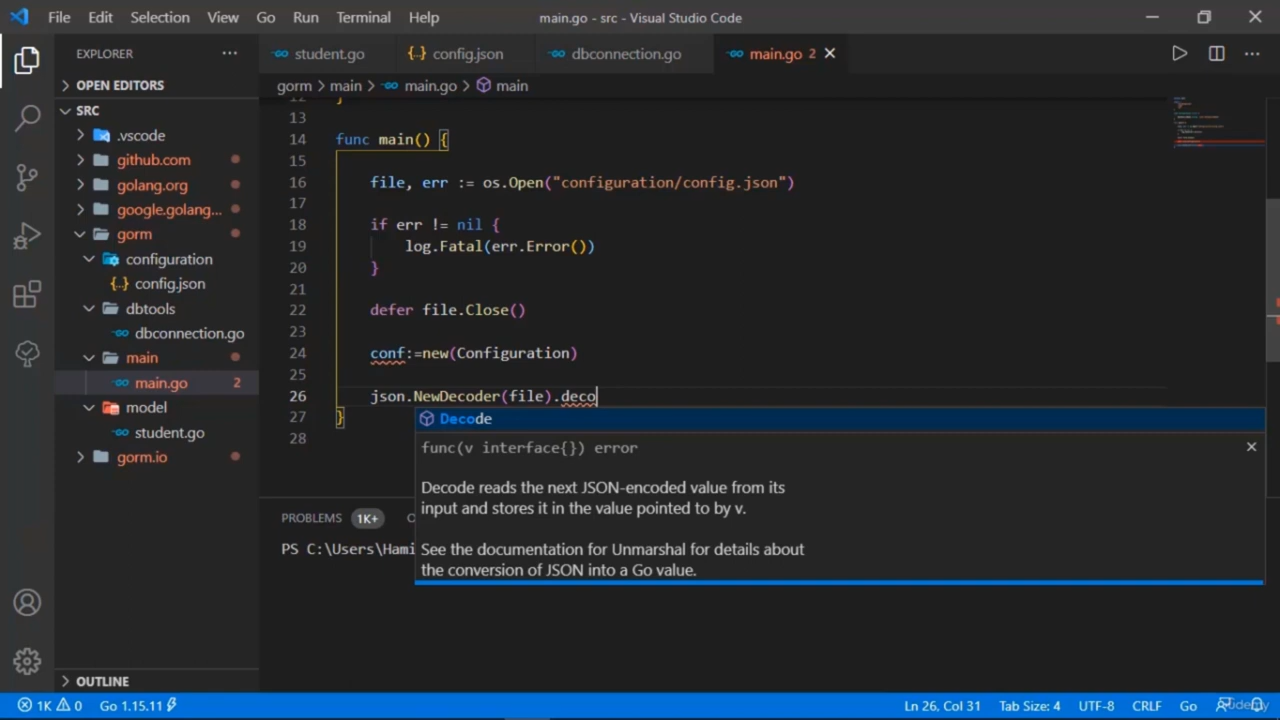 File Edit Selection View Go Run Terminal Help main.go - src - Visual Studio Code
EXPLORER
OPEN EDITORS
SRC
.vscode
github.com
golang.org
google.golang...
gorm
configuration
config.json
dbtools
dbconnection.go
main
main.go 2
model
student.go
gorm.io
OUTLINE
student.go config.json dbconnection.go main.go 2
gorm > main > main.go > main
12 }
13
14 func main() {
15
16 file, err := os.Open("configuration/config.json")
17
18 if err != nil {
19 log.Fatal(err.Error())
20 }
21
22 defer file.Close()
23
24 conf:=new(Configuration)
25
26 json.NewDecoder(file).deco
27 }
28
Decode
func(v interface{}) error
Decode reads the next JSON-encoded value from its
input and stores it in the value pointed to by v.
See the documentation for Unmarshal for details about
the conversion of JSON into a Go value.
PROBLEMS 1K+ O
PS C:\Users\Hami
1K 0 Go 1.15.11 Ln 26, Col 31 Tab Size: 4 UTF-8 CRLF Go